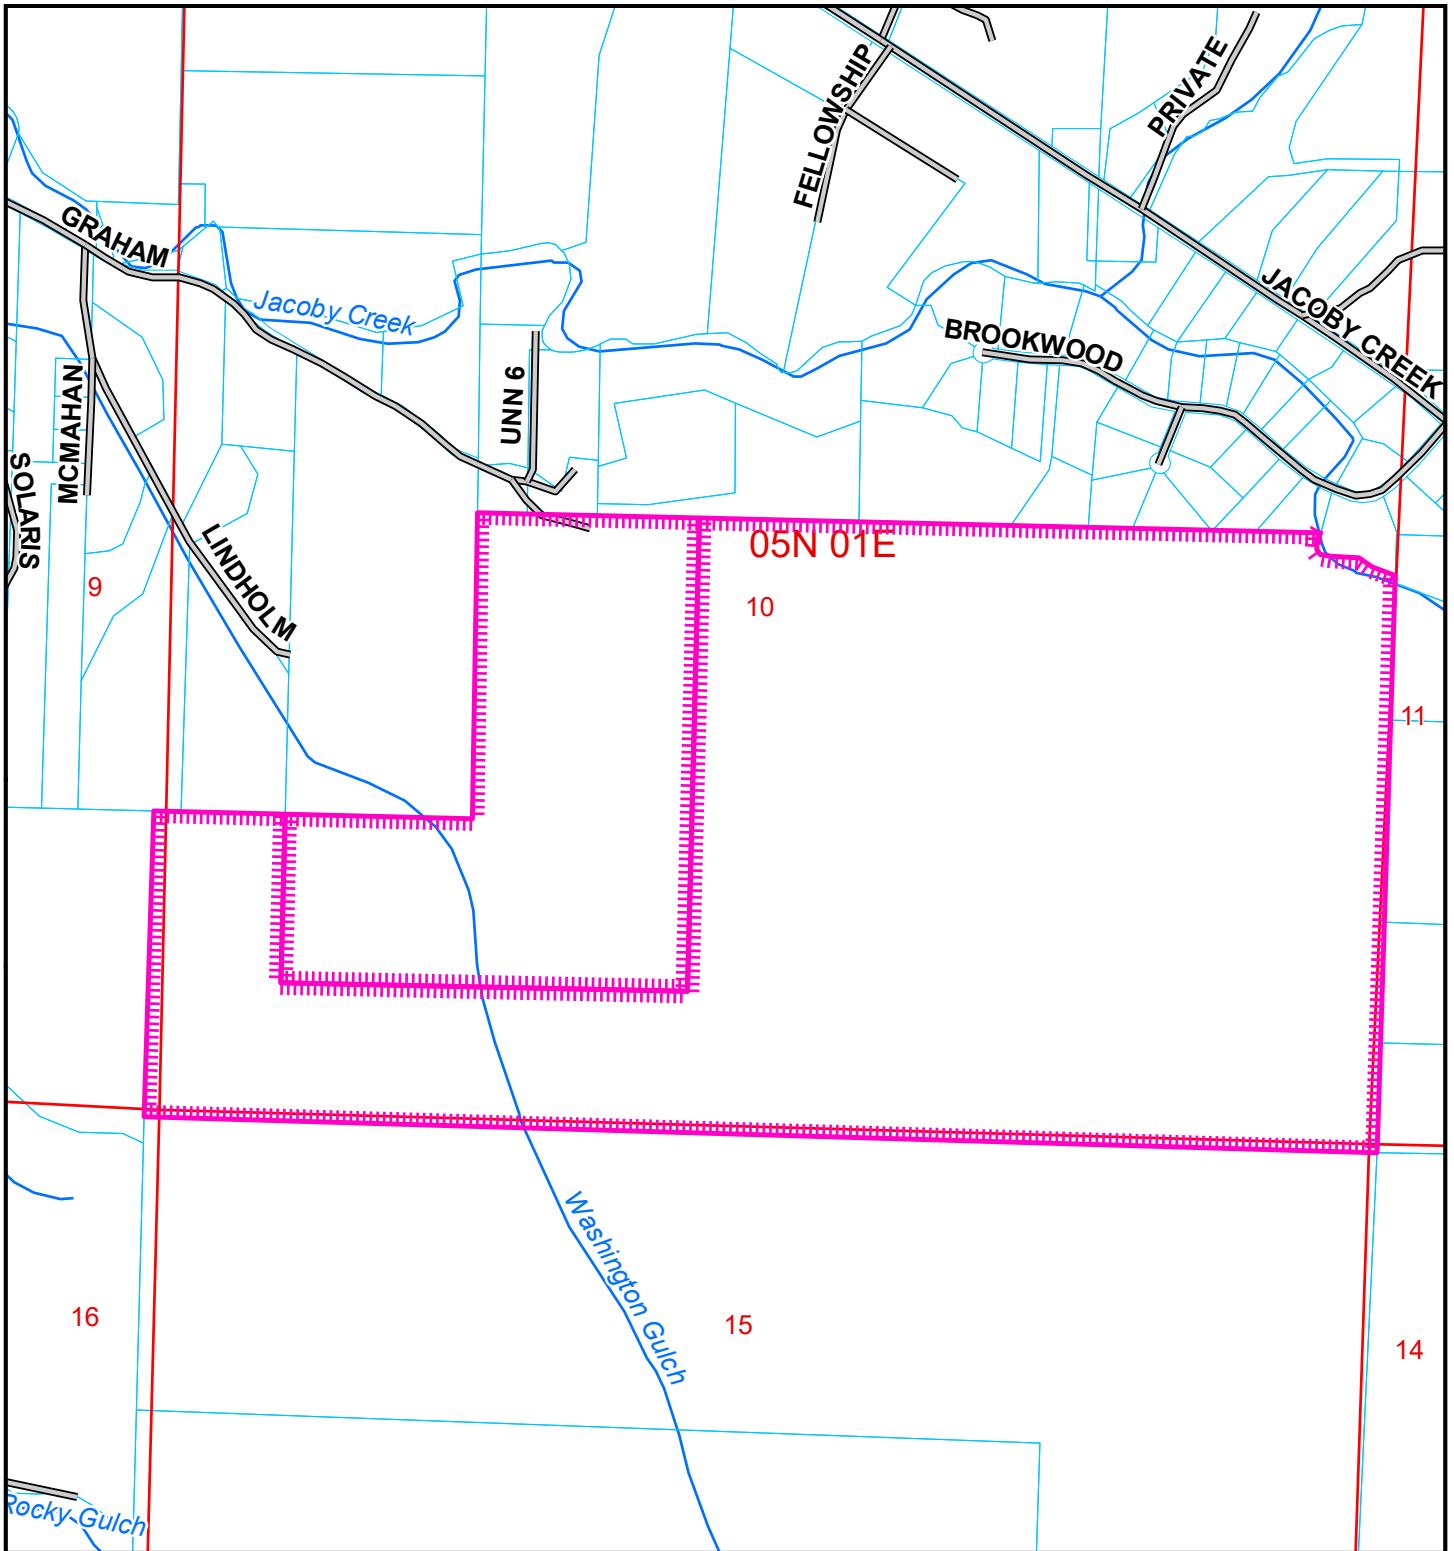 FELLOWSHIP
PRIVATE
GRAHAM
Jacoby Creek
JACOBY CREEK
BROOKWOOD
UNN 6
MCMAHAN
SOLARIS
LINDHOLM
05N 01E
9
10
11
Washington Gulch
16
15
14
Rocky Gulch